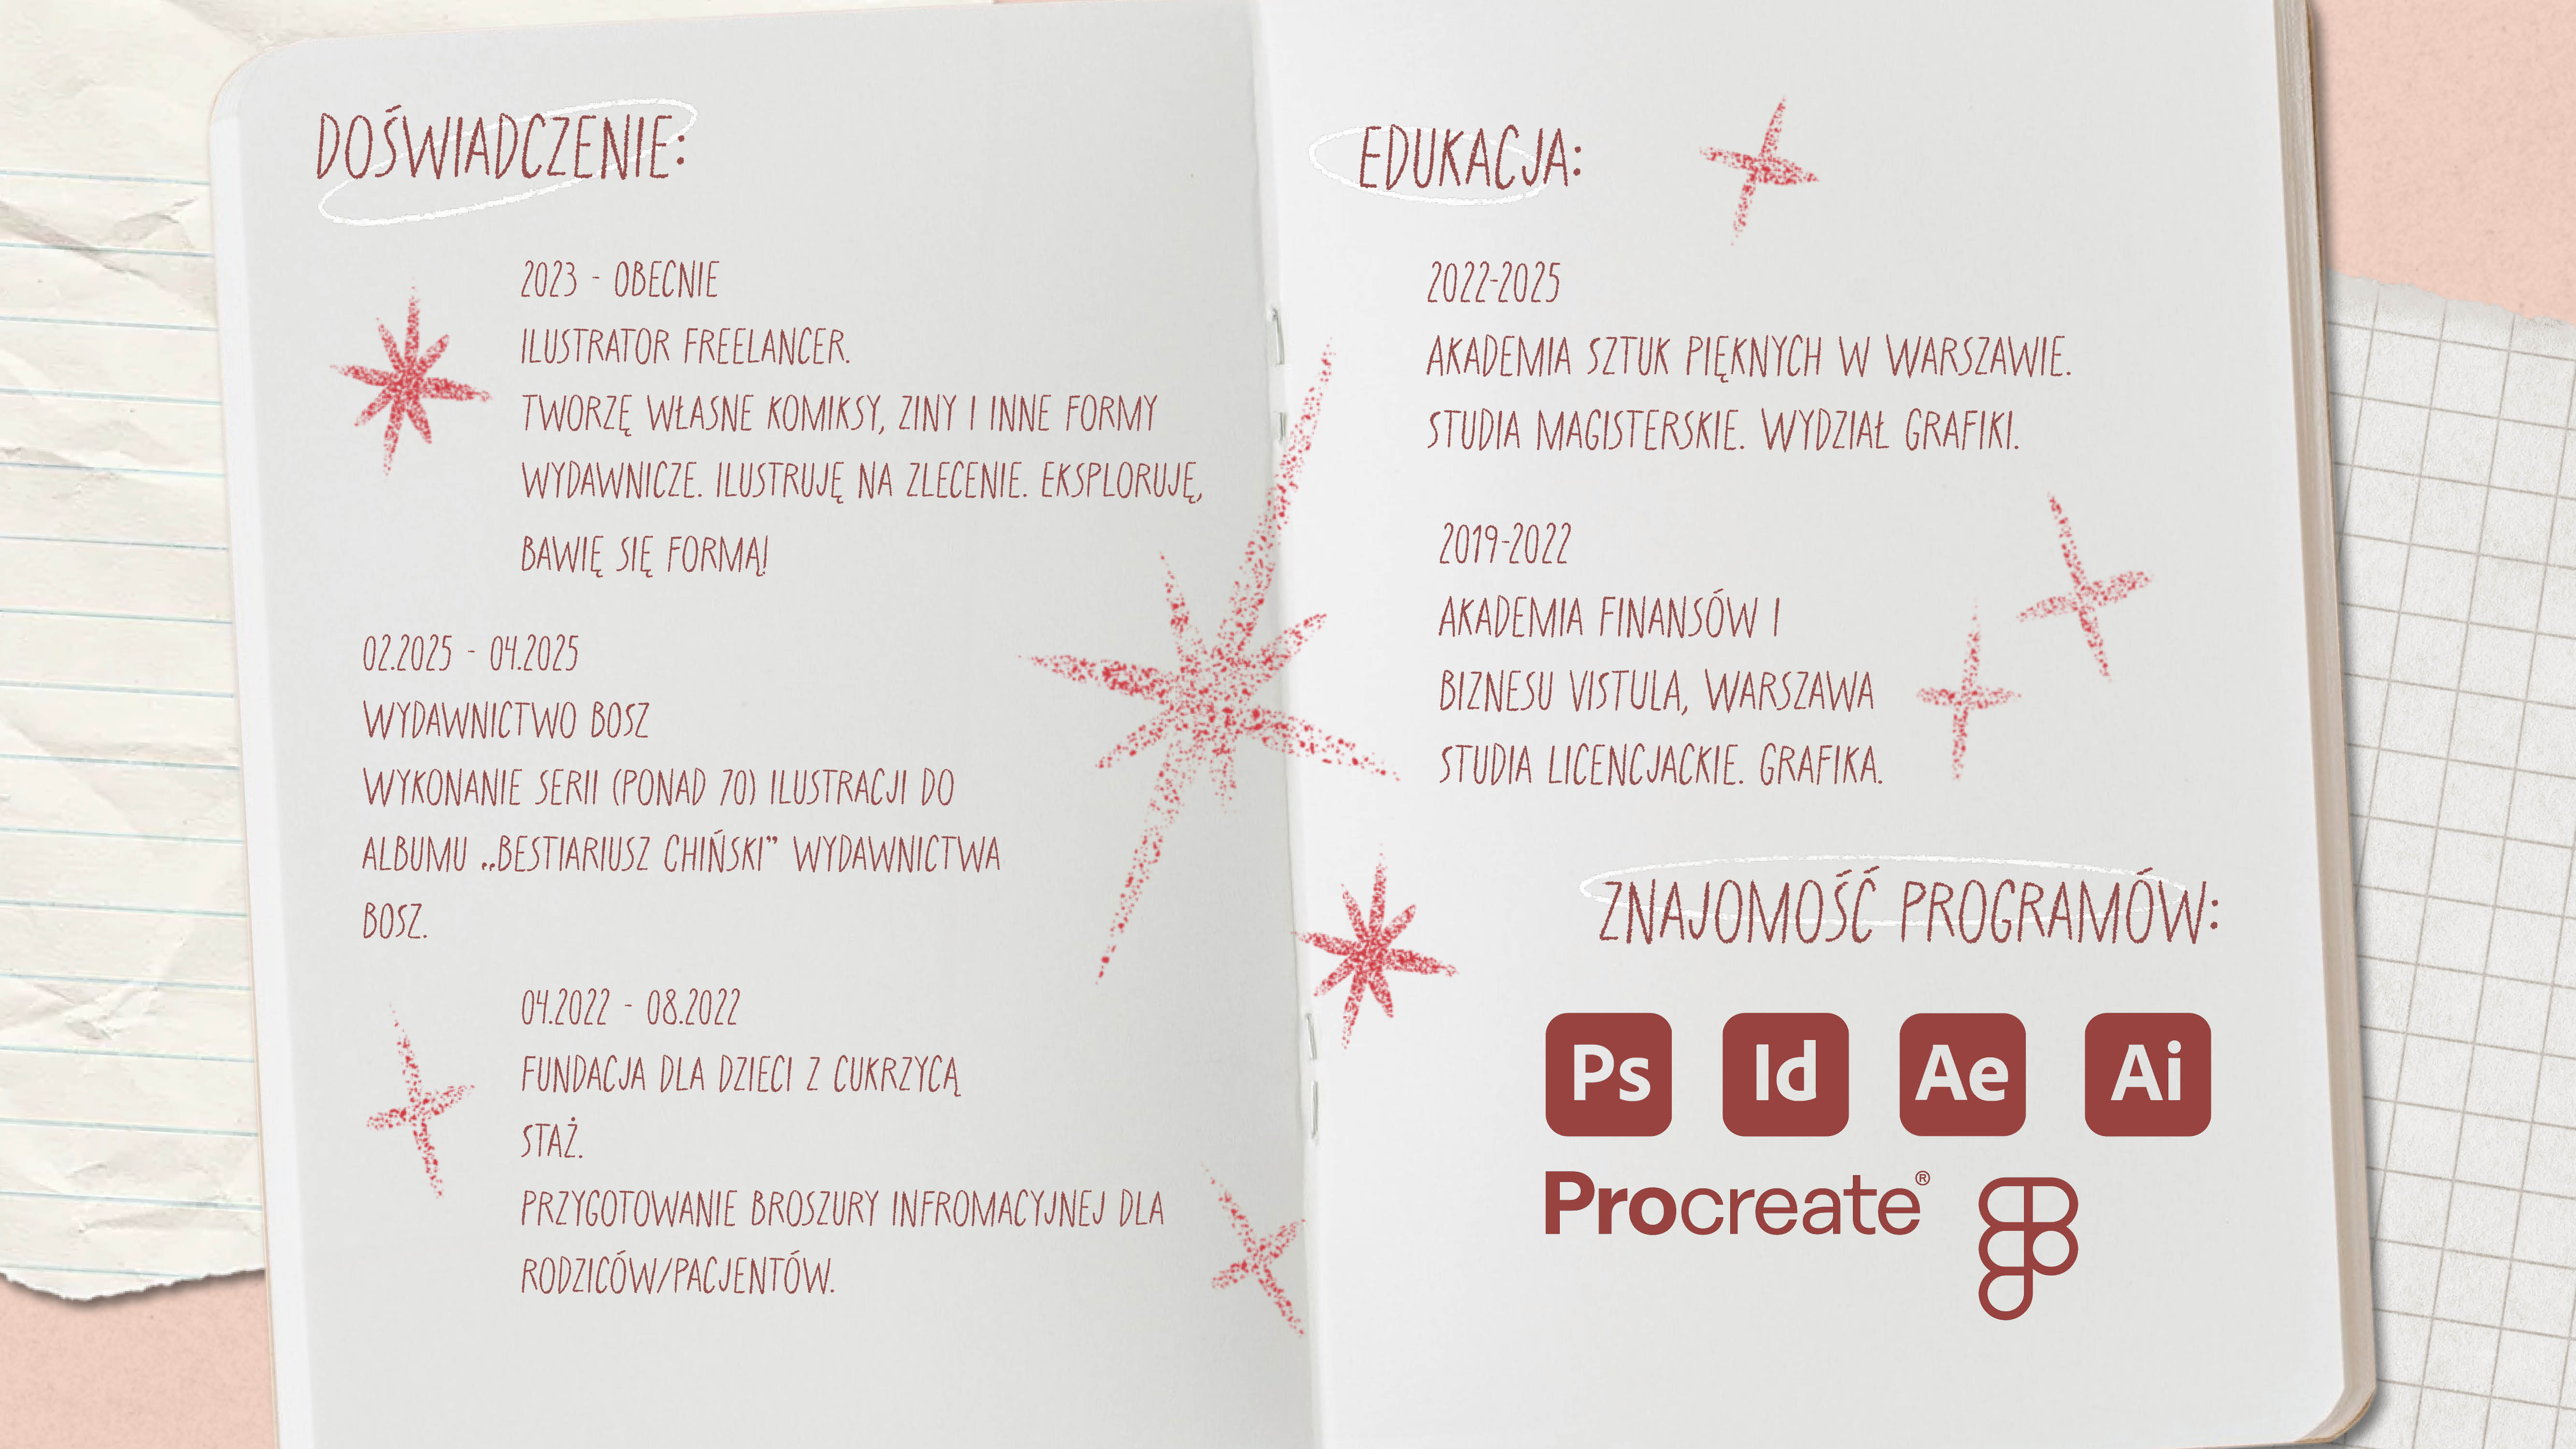 DOŚWIADCZENIE:
2023 - OBECNIE
ILUSTRATOR FREELANCER.
TWORZĘ WŁASNE KOMIKSY, ZINY I INNE FORMY
WYDAWNICZE. ILUSTRUJĘ NA ZLECENIE. EKSPLORUJĘ,
BAWIĘ SIĘ FORMĄ!
02.2025 - 04.2025
WYDAWNICTWO BOSZ
WYKONANIE SERII (PONAD 70) ILUSTRACJI DO
ALBUMU „BESTIARIUSZ CHIŃSKI” WYDAWNICTWA
BOSZ.
04.2022 - 08.2022
FUNDACJA DLA DZIECI Z CUKRZYCĄ
STAŻ.
PRZYGOTOWANIE BROSZURY INFROMACYJNEJ DLA
RODZICÓW/PACJENTÓW.
EDUKACJA:
2022-2025
AKADEMIA SZTUK PIĘKNYCH W WARSZAWIE.
STUDIA MAGISTERSKIE. WYDZIAŁ GRAFIKI.
2019-2022
AKADEMIA FINANSÓW I
BIZNESU VISTULA, WARSZAWA
STUDIA LICENCJACKIE. GRAFIKA.
ZNAJOMOŚĆ PROGRAMÓW:
Ps Id Ae Ai
Procreate®